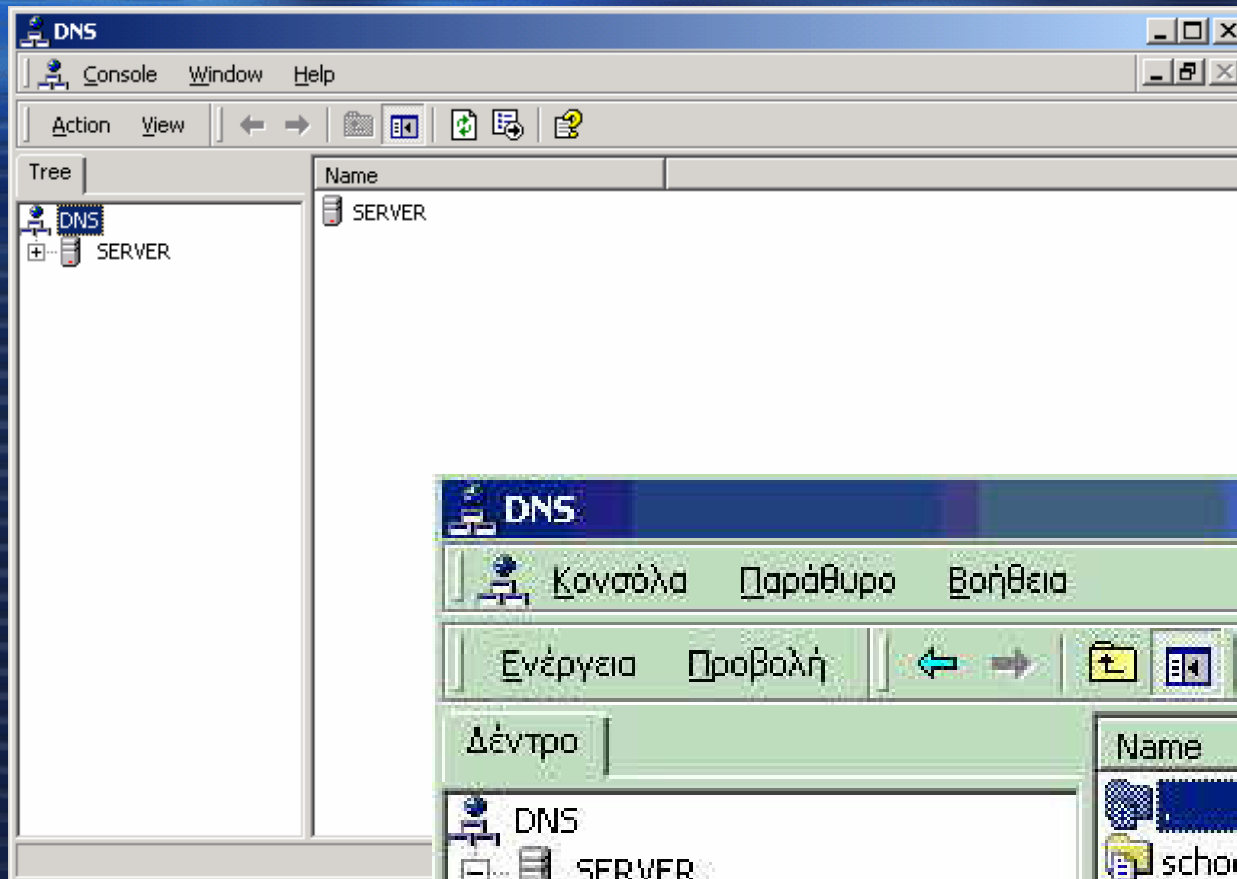 DNS
Console Window Help
Action View
Tree
Name
DNS
SERVER
SERVER
DNS
Κονσόλα Παράθυρο Βοήθεια
Ενέργεια Προβολή
Δέντρο
Name
DNS
.
SERVER